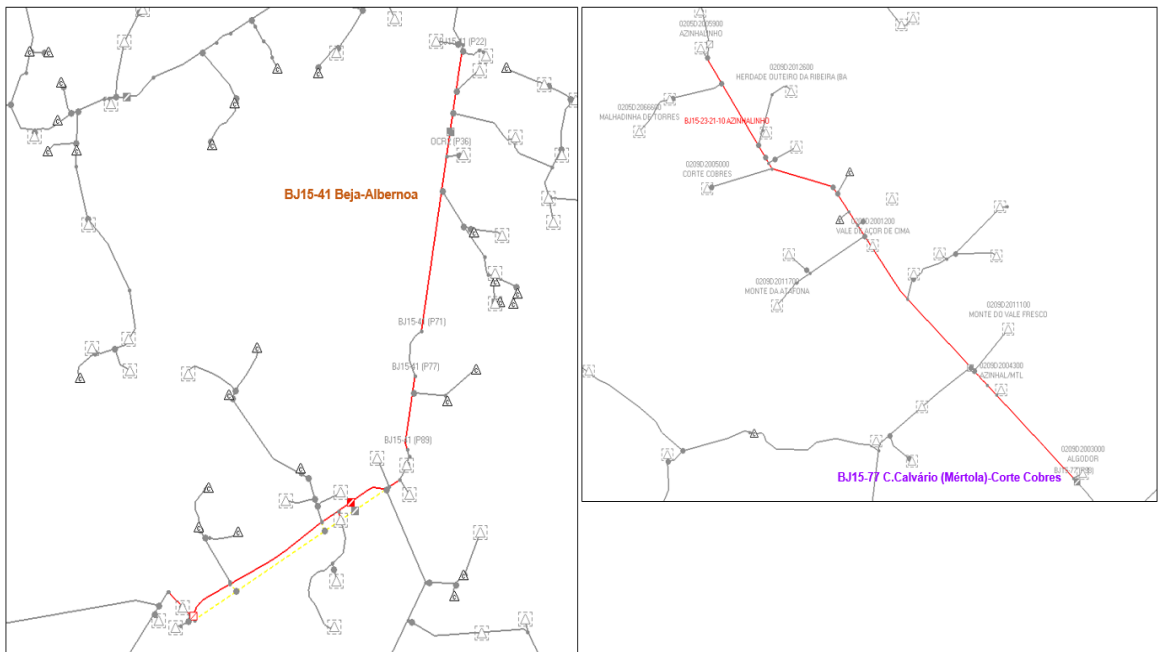 BJ15-41 (P22)
OCR3 (P36)
BJ15-41 Beja-Albernoa
BJ15-41 (P71)
BJ15-41 (P77)
BJ15-41 (P89)
0205D2005900
AZINHALINHO
0209D2012600
HERDADE OUTEIRO DA RIBEIRA (BA
0205D2066600
MALHADINHA DE TORRES
BJ15-23-21-10 AZINHALINHO
0209D2005000
CORTE COBRES
0209D2001200
VALE DE AÇOR DE CIMA
0209D2011700
MONTE DA ATAFONA
0209D2011100
MONTE DO VALE FRESCO
0209D2004300
AZINHAL/MTL
0209D2003000
ALGODOR
BJ15-77 C.Calvário (Mértola)-Corte Cobres